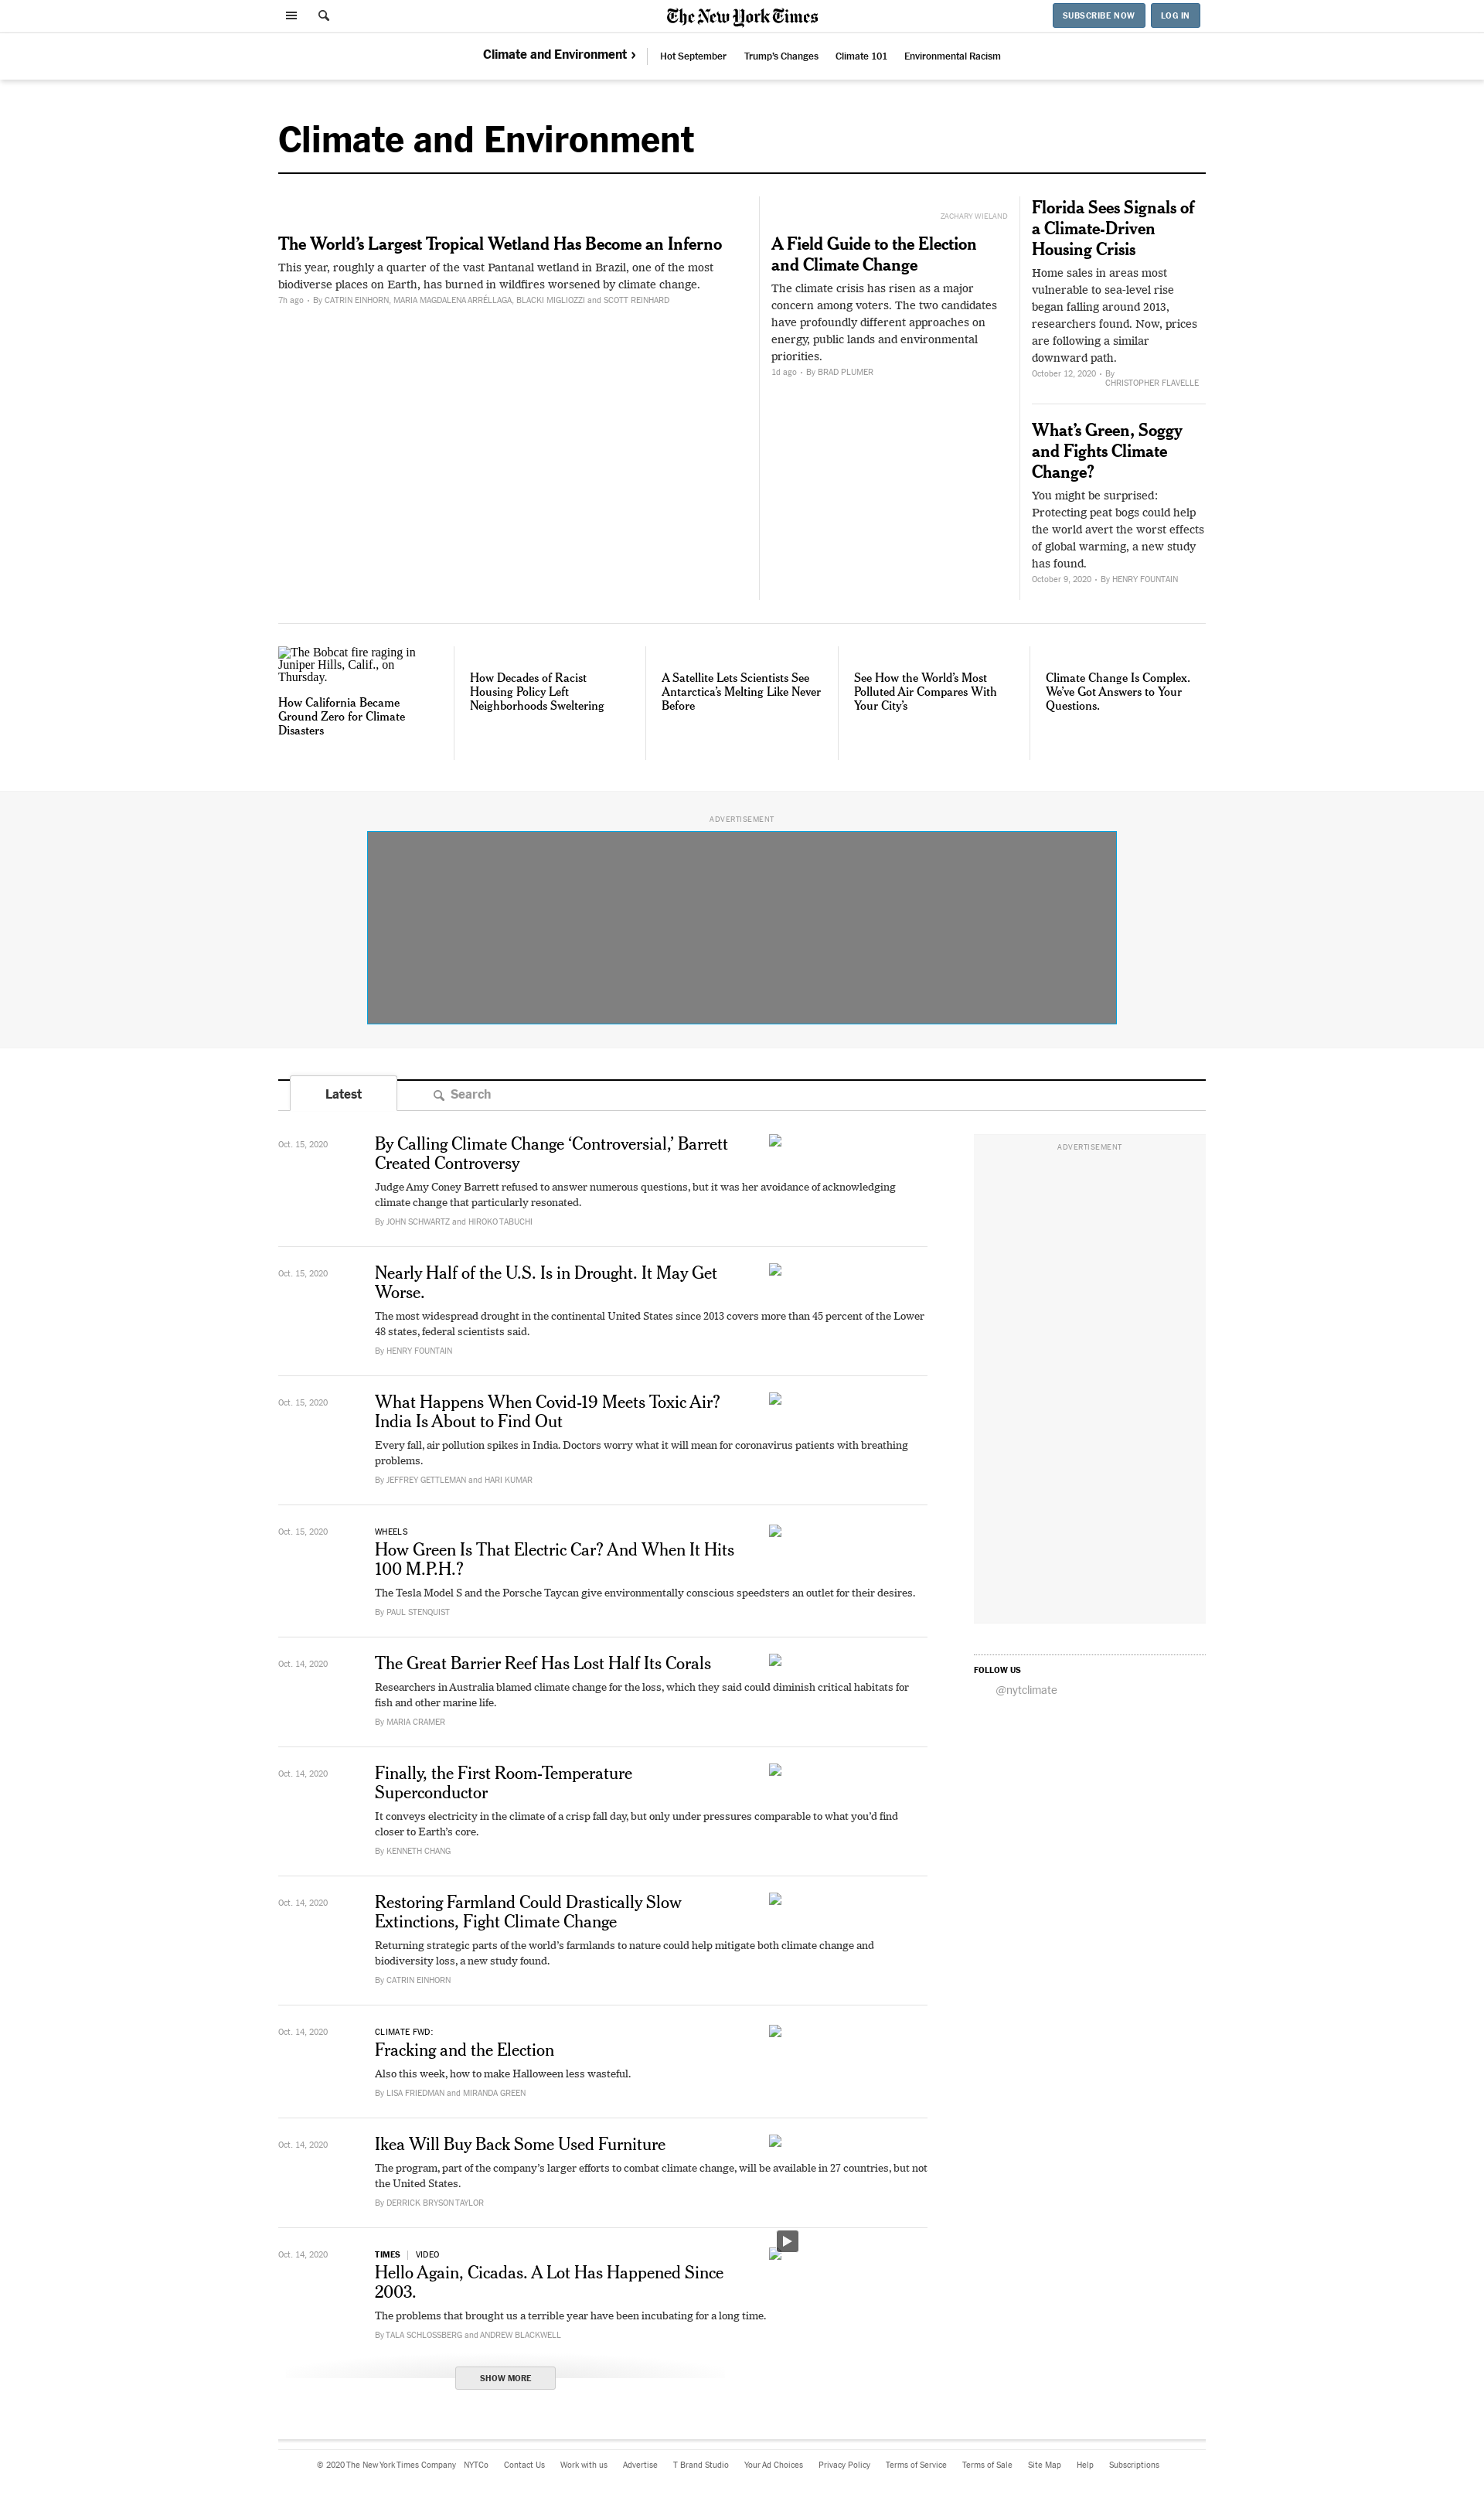 The New York Times
SUBSCRIBE NOW
LOG IN
Climate and Environment ›
Hot September
Trump's Changes
Climate 101
Environmental Racism
Climate and Environment
The World's Largest Tropical Wetland Has Become an Inferno
This year, roughly a quarter of the vast Pantanal wetland in Brazil, one of the most
biodiverse places on Earth, has burned in wildfires worsened by climate change.
7h ago • By CATRIN EINHORN, MARIA MAGDALENA ARRÉLLAGA, BLACKI MIGLIOZZI and SCOTT REINHARD
ZACHARY WIELAND
A Field Guide to the Election
and Climate Change
The climate crisis has risen as a major
concern among voters. The two candidates
have profoundly different approaches on
energy, public lands and environmental
priorities.
1d ago • By BRAD PLUMER
Florida Sees Signals of
a Climate-Driven
Housing Crisis
Home sales in areas most
vulnerable to sea-level rise
began falling around 2013,
researchers found. Now, prices
are following a similar
downward path.
October 12, 2020 • By
CHRISTOPHER FLAVELLE
What's Green, Soggy
and Fights Climate
Change?
You might be surprised:
Protecting peat bogs could help
the world avert the worst effects
of global warming, a new study
has found.
October 9, 2020 • By HENRY FOUNTAIN
The Bobcat fire raging in
Juniper Hills, Calif., on
Thursday.
How California Became
Ground Zero for Climate
Disasters
How Decades of Racist
Housing Policy Left
Neighborhoods Sweltering
A Satellite Lets Scientists See
Antarctica's Melting Like Never
Before
See How the World's Most
Polluted Air Compares With
Your City's
Climate Change Is Complex.
We've Got Answers to Your
Questions.
ADVERTISEMENT
Latest
Search
Oct. 15, 2020
By Calling Climate Change ‘Controversial,’ Barrett
Created Controversy
Judge Amy Coney Barrett refused to answer numerous questions, but it was her avoidance of acknowledging
climate change that particularly resonated.
By JOHN SCHWARTZ and HIROKO TABUCHI
ADVERTISEMENT
Oct. 15, 2020
Nearly Half of the U.S. Is in Drought. It May Get
Worse.
The most widespread drought in the continental United States since 2013 covers more than 45 percent of the Lower
48 states, federal scientists said.
By HENRY FOUNTAIN
Oct. 15, 2020
What Happens When Covid-19 Meets Toxic Air?
India Is About to Find Out
Every fall, air pollution spikes in India. Doctors worry what it will mean for coronavirus patients with breathing
problems.
By JEFFREY GETTLEMAN and HARI KUMAR
Oct. 15, 2020
WHEELS
How Green Is That Electric Car? And When It Hits
100 M.P.H.?
The Tesla Model S and the Porsche Taycan give environmentally conscious speedsters an outlet for their desires.
By PAUL STENQUIST
Oct. 14, 2020
The Great Barrier Reef Has Lost Half Its Corals
Researchers in Australia blamed climate change for the loss, which they said could diminish critical habitats for
fish and other marine life.
By MARIA CRAMER
FOLLOW US
@nytclimate
Oct. 14, 2020
Finally, the First Room-Temperature
Superconductor
It conveys electricity in the climate of a crisp fall day, but only under pressures comparable to what you'd find
closer to Earth's core.
By KENNETH CHANG
Oct. 14, 2020
Restoring Farmland Could Drastically Slow
Extinctions, Fight Climate Change
Returning strategic parts of the world's farmlands to nature could help mitigate both climate change and
biodiversity loss, a new study found.
By CATRIN EINHORN
Oct. 14, 2020
CLIMATE FWD:
Fracking and the Election
Also this week, how to make Halloween less wasteful.
By LISA FRIEDMAN and MIRANDA GREEN
Oct. 14, 2020
Ikea Will Buy Back Some Used Furniture
The program, part of the company's larger efforts to combat climate change, will be available in 27 countries, but not
the United States.
By DERRICK BRYSON TAYLOR
Oct. 14, 2020
TIMES | VIDEO
Hello Again, Cicadas. A Lot Has Happened Since
2003.
The problems that brought us a terrible year have been incubating for a long time.
By TALA SCHLOSSBERG and ANDREW BLACKWELL
SHOW MORE
© 2020 The New York Times Company NYTCo Contact Us Work with us Advertise T Brand Studio Your Ad Choices Privacy Policy Terms of Service Terms of Sale Site Map Help Subscriptions